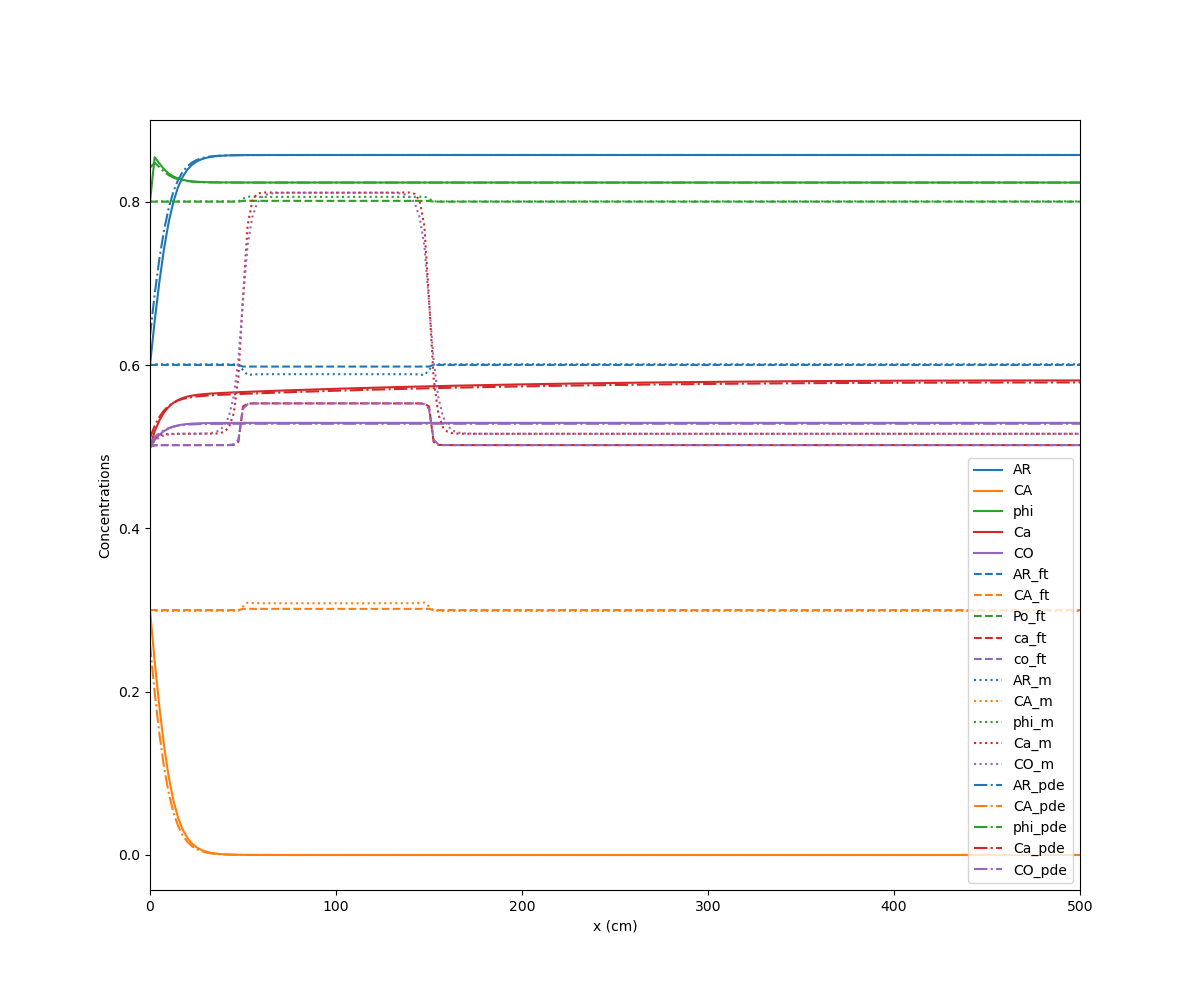 0.8
0.6
0.4
0.2
0.0
Concentrations
0
100
200
300
400
500
x (cm)
AR
CA
phi
Ca
CO
AR_ft
CA_ft
Po_ft
ca_ft
co_ft
AR_m
CA_m
phi_m
Ca_m
CO_m
AR_pde
CA_pde
phi_pde
Ca_pde
CO_pde